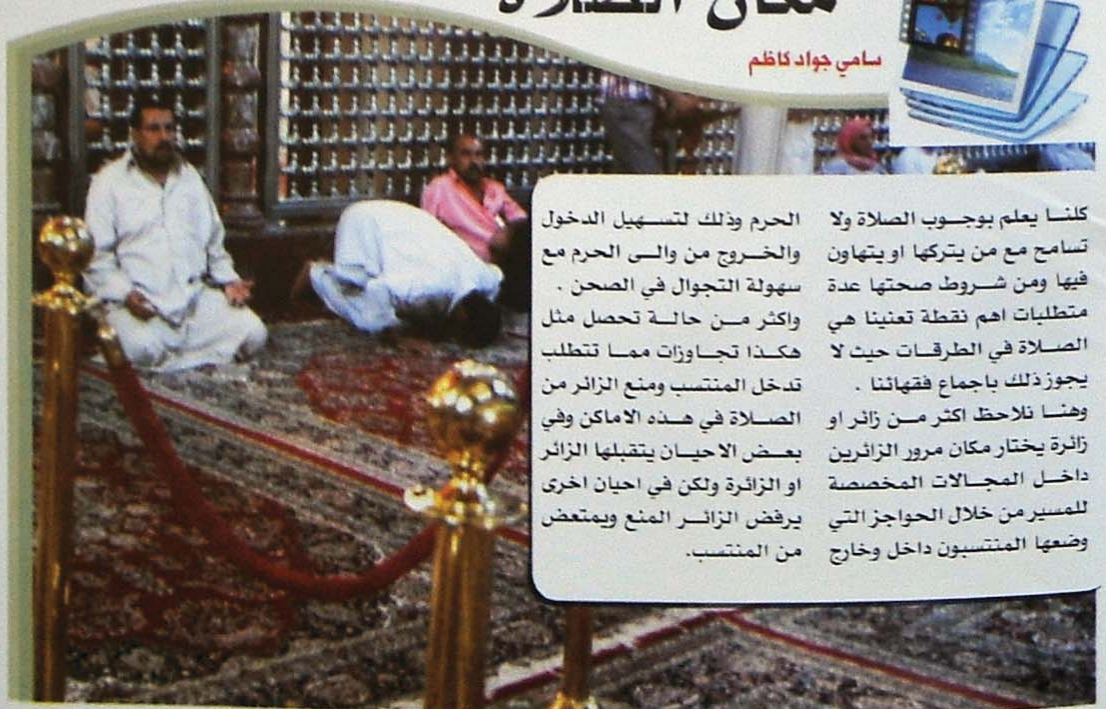 مكان الصلاة
سامي جواد كاظم
كلنا يعلم بوجوب الصلاة ولا
تسامح مع من يتركها او يتهاون
فيها ومن شروط صحتها عدة
متطلبات اهم نقطة تعنينا هي
الصلاة في الطرقات حيث لا
يجوز ذلك باجماع فقهائنا .
وهنا نلاحظ اكثر من زائر او
زائرة يختار مكان مرور الزائرين
داخل المجالات المخصصة
للمسير من خلال الحواجز التي
وضعها المنتسبون داخل وخارج
الحرم وذلك لتسهيل الدخول
والخروج من والى الحرم مع
سهولة التجوال في الصحن .
واكثر من حالة تحصل مثل
هكذا تجاوزات مما تتطلب
تدخل المنتسب ومنع الزائر من
الصلاة في هذه الاماكن وفي
بعض الاحيان يتقبلها الزائر
او الزائرة ولكن في احيان اخرى
يرفض الزائر المنع ويمتعض
من المنتسب.